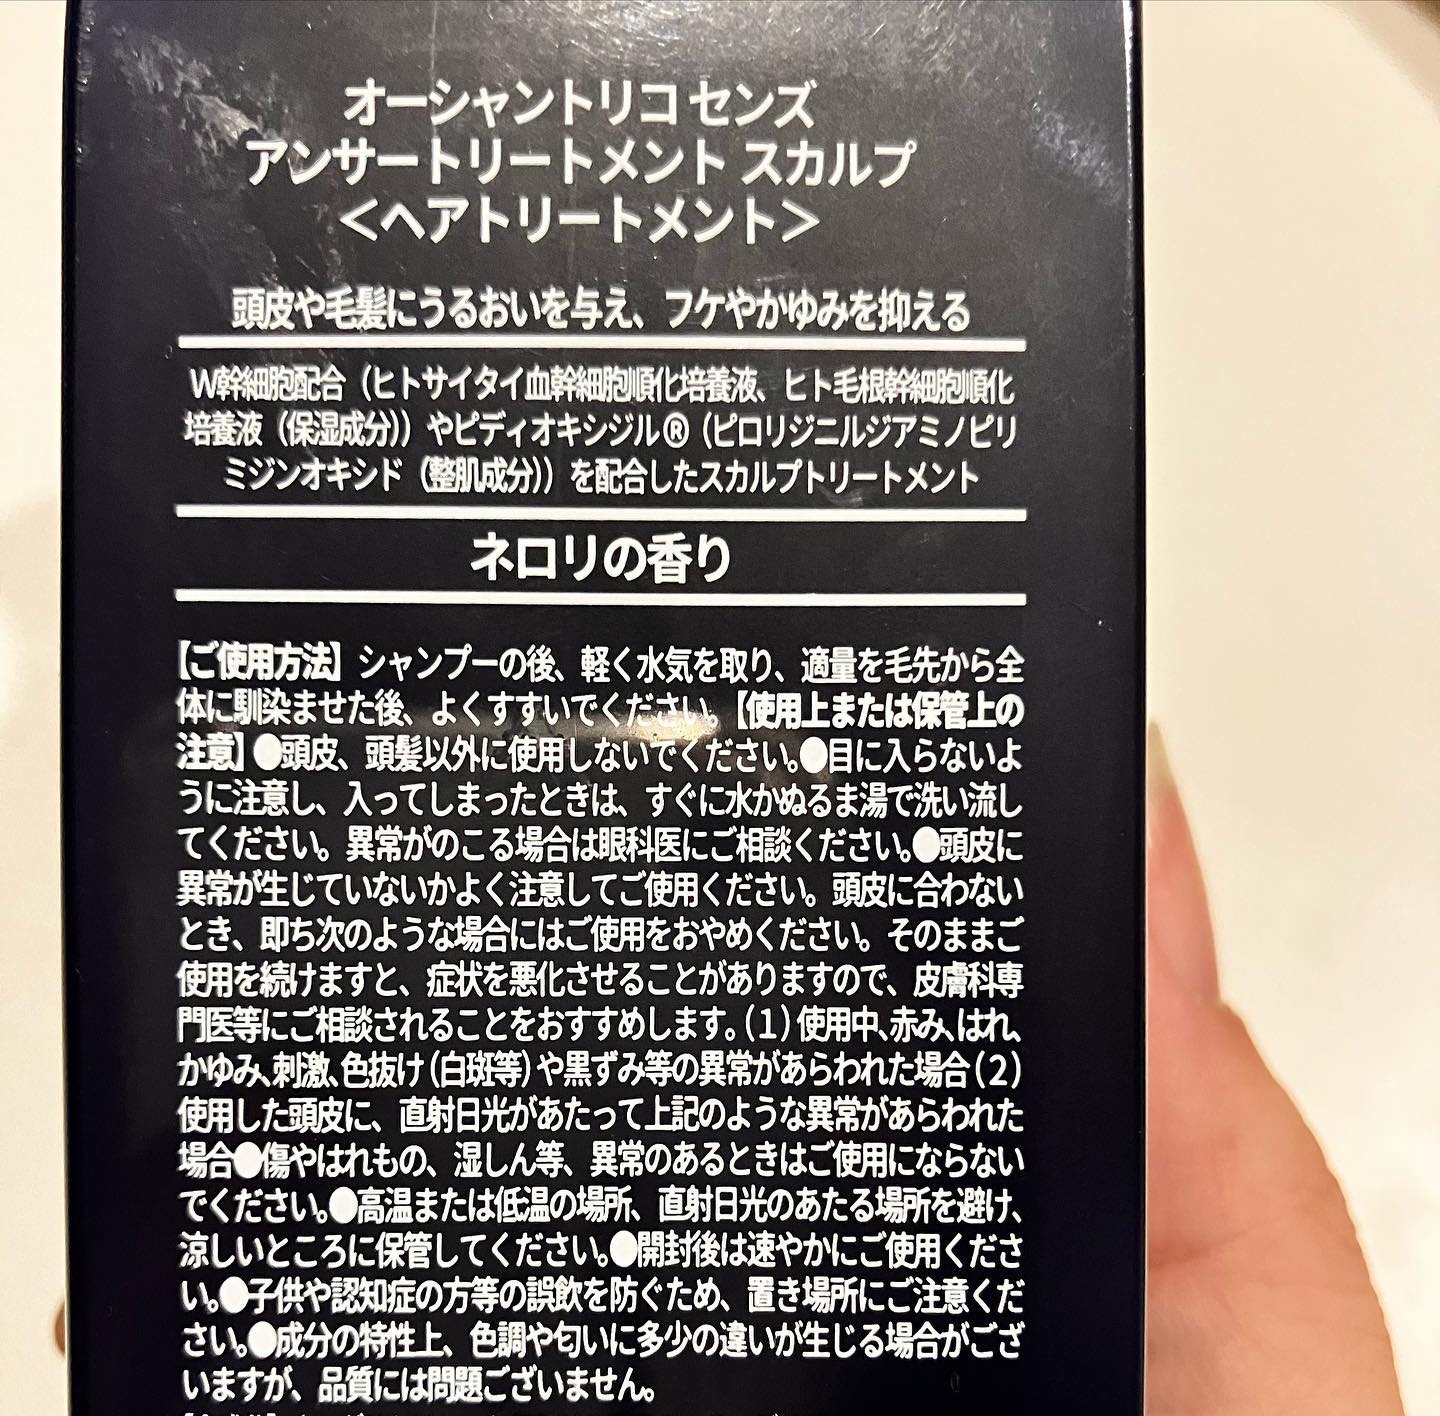 オーシャントリコ センズ
アンサートリートメント スカルプ
＜ヘアトリートメント＞
頭皮や毛髪にうるおいを与え、フケやかゆみを抑える
W幹細胞配合（ヒトサイタイ血幹細胞順化培養液、ヒト毛根幹細胞順化
培養液（保湿成分））やピディオキシジル®（ピロリジニルジアミノピリ
ミジンオキシド（整肌成分））を配合したスカルプトリートメント
ネロリの香り
【ご使用方法】シャンプーの後、軽く水気を取り、適量を毛先から全
体に馴染ませた後、よくすすいでください。【使用上または保管上の
注意】●頭皮、頭髪以外に使用しないでください。●目に入らないよ
うに注意し、入ってしまったときは、すぐに水かぬるま湯で洗い流し
てください。異常がのこる場合は眼科医にご相談ください。●頭皮に
異常が生じていないかよく注意してご使用ください。頭皮に合わない
とき、即ち次のような場合にはご使用をおやめください。そのままご
使用を続けますと、症状を悪化させることがありますので、皮膚科専
門医等にご相談されることをおすすめします。（1）使用中、赤み、はれ、
かゆみ、刺激、色抜け（白斑等）や黒ずみ等の異常があらわれた場合（2）
使用した頭皮に、直射日光があたって上記のような異常があらわれた
場合●傷やはれもの、湿しん等、異常のあるときはご使用にならない
でください。●高温または低温の場所、直射日光のあたる場所を避け、
涼しいところに保管してください。●開封後は速やかにご使用くださ
い。●子供や認知症の方等の誤飲を防ぐため、置き場所にご注意くだ
さい。●成分の特性上、色調や匂いに多少の違いが生じる場合がござ
いますが、品質には問題ございません。